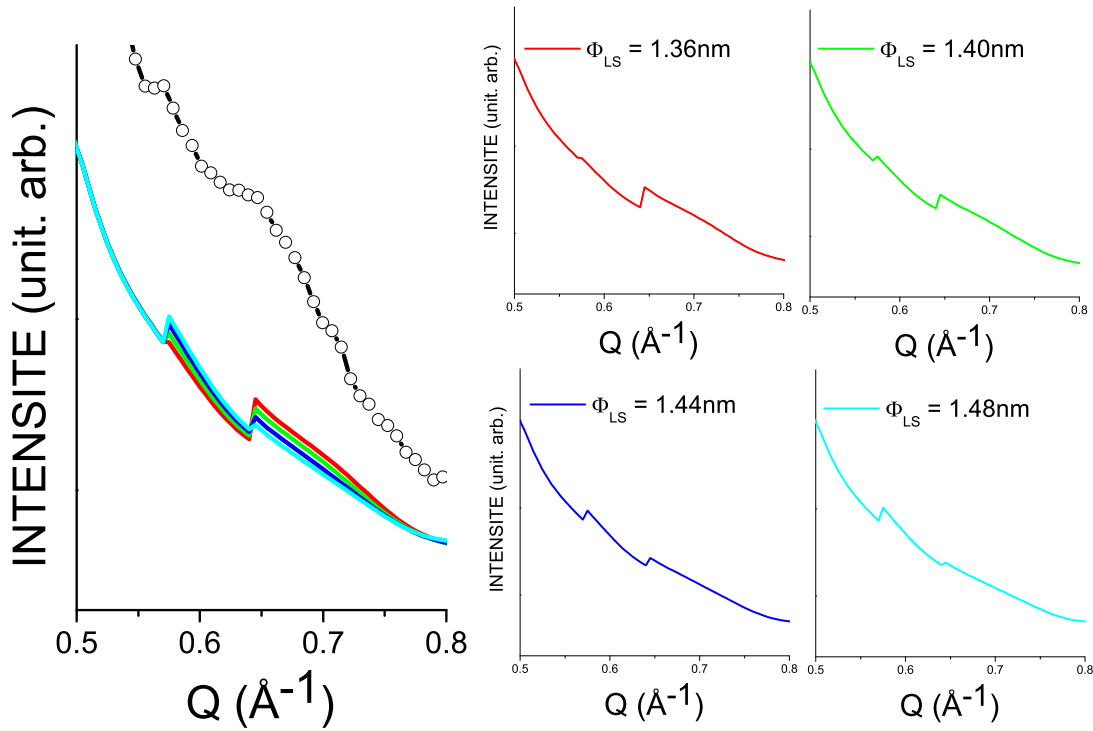 INTENSITE (unit. arb.)
0.5 0.6 0.7 0.8
Q (Å-1)
INTENSITE (unit. arb.)
ΦLS = 1.36nm
0.5 0.6 0.7 0.8
Q (Å-1)
ΦLS = 1.40nm
0.5 0.6 0.7 0.8
Q (Å-1)
INTENSITE (unit. arb.)
ΦLS = 1.44nm
0.5 0.6 0.7 0.8
Q (Å-1)
ΦLS = 1.48nm
0.5 0.6 0.7 0.8
Q (Å-1)